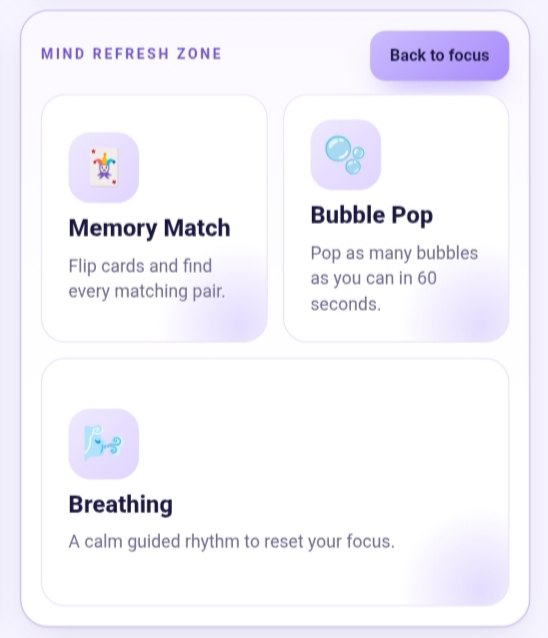 MIND REFRESH ZONE
Back to focus
Memory Match
Flip cards and find
every matching pair.
Bubble Pop
Pop as many bubbles
as you can in 60
seconds.
Breathing
A calm guided rhythm to reset your focus.